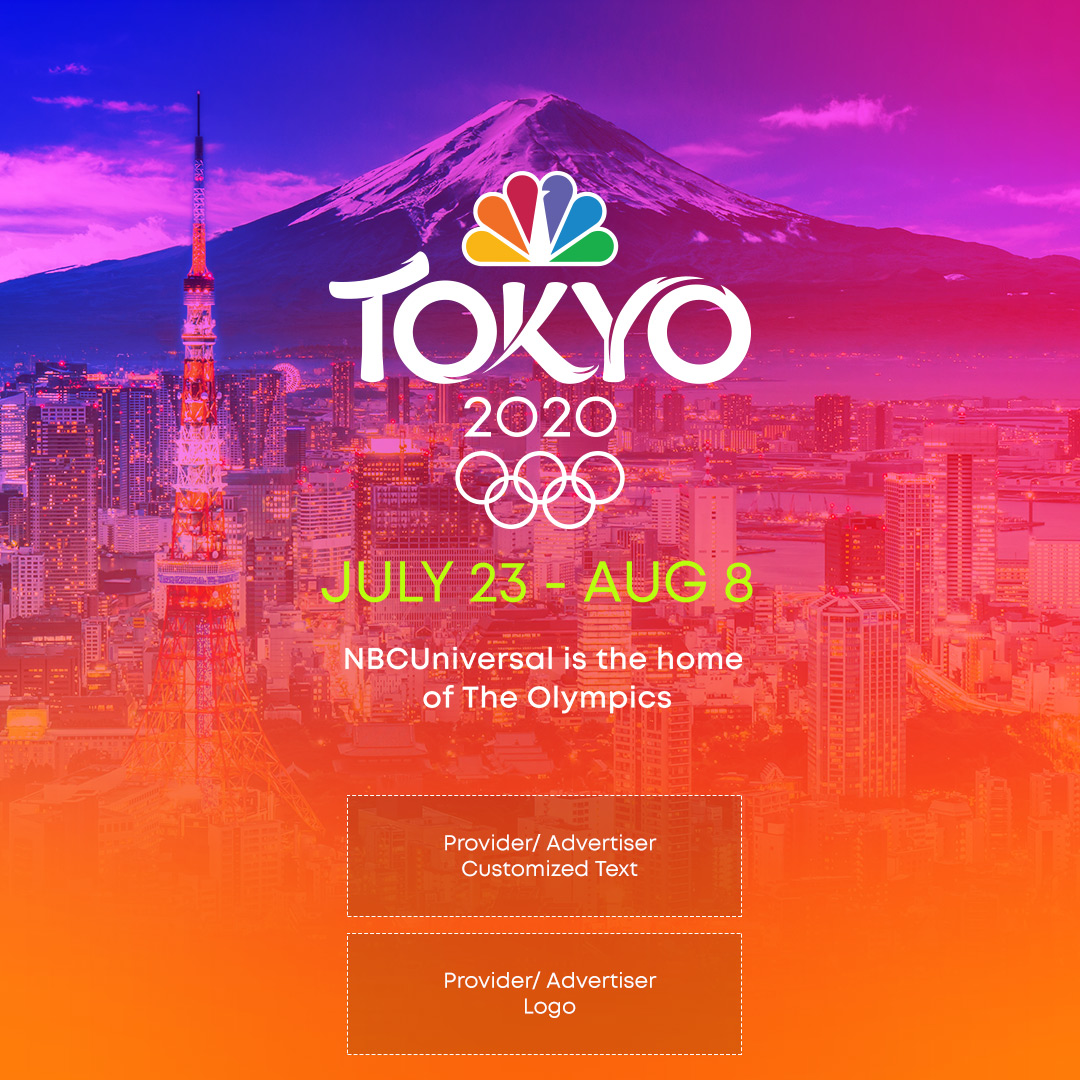 TOKYO
2020
JULY 23 - AUG 8
NBCUniversal is the home
of The Olympics
Provider/ Advertiser
Customized Text
Provider/ Advertiser
Logo